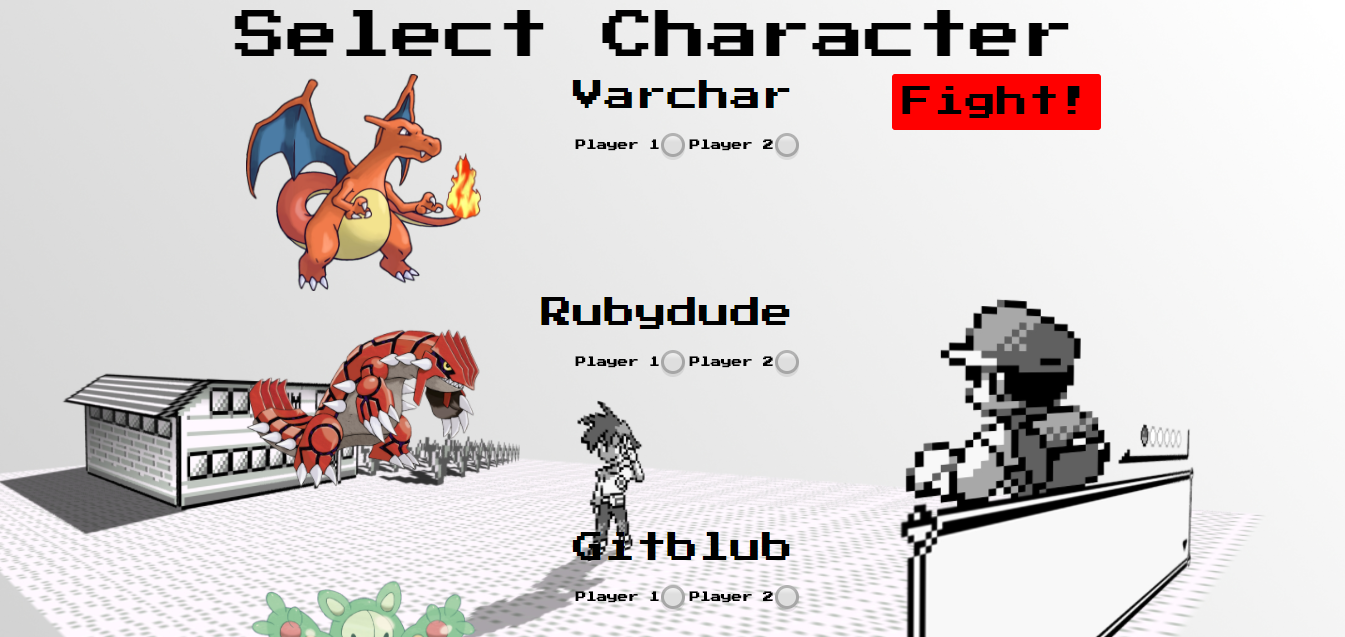 Select Character
Varchar
Fight!
Player 1 Player 2
Rubydude
Player 1 Player 2
Gitblub
Player 1 Player 2